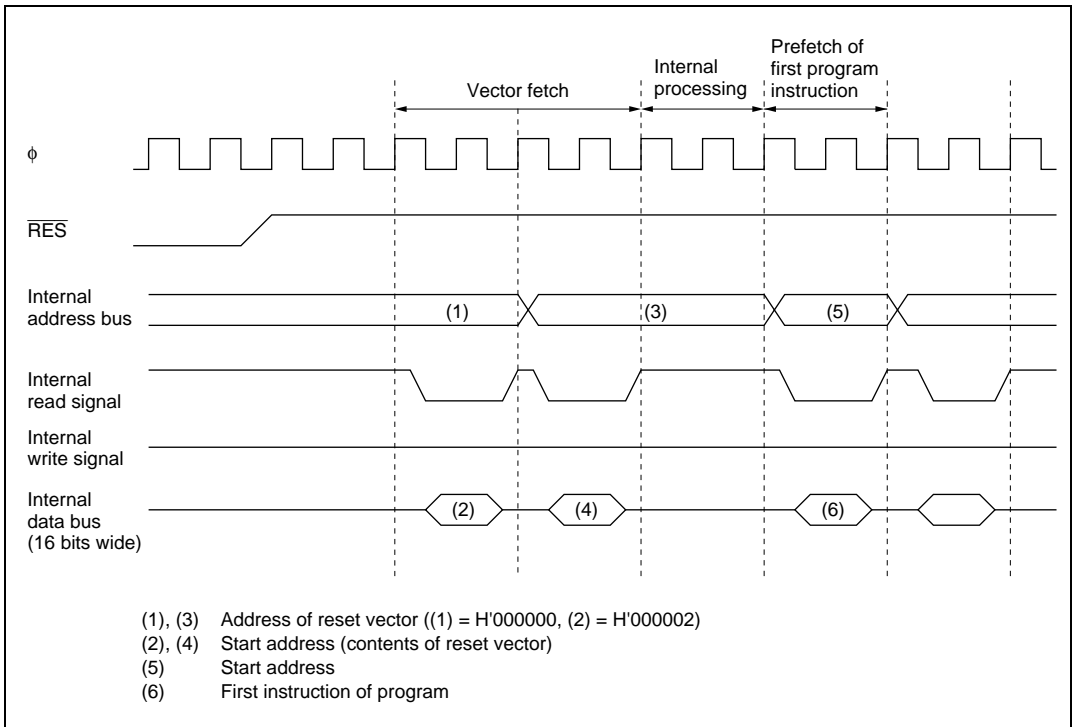 Vector fetch
Internal
processing
Prefetch of
first program
instruction
φ
RES
Internal
address bus
(1)
(3)
(5)
Internal
read signal
Internal
write signal
Internal
data bus
(16 bits wide)
(2)
(4)
(6)
(1), (3) Address of reset vector ((1) = H'000000, (2) = H'000002)
(2), (4) Start address (contents of reset vector)
(5) Start address
(6) First instruction of program